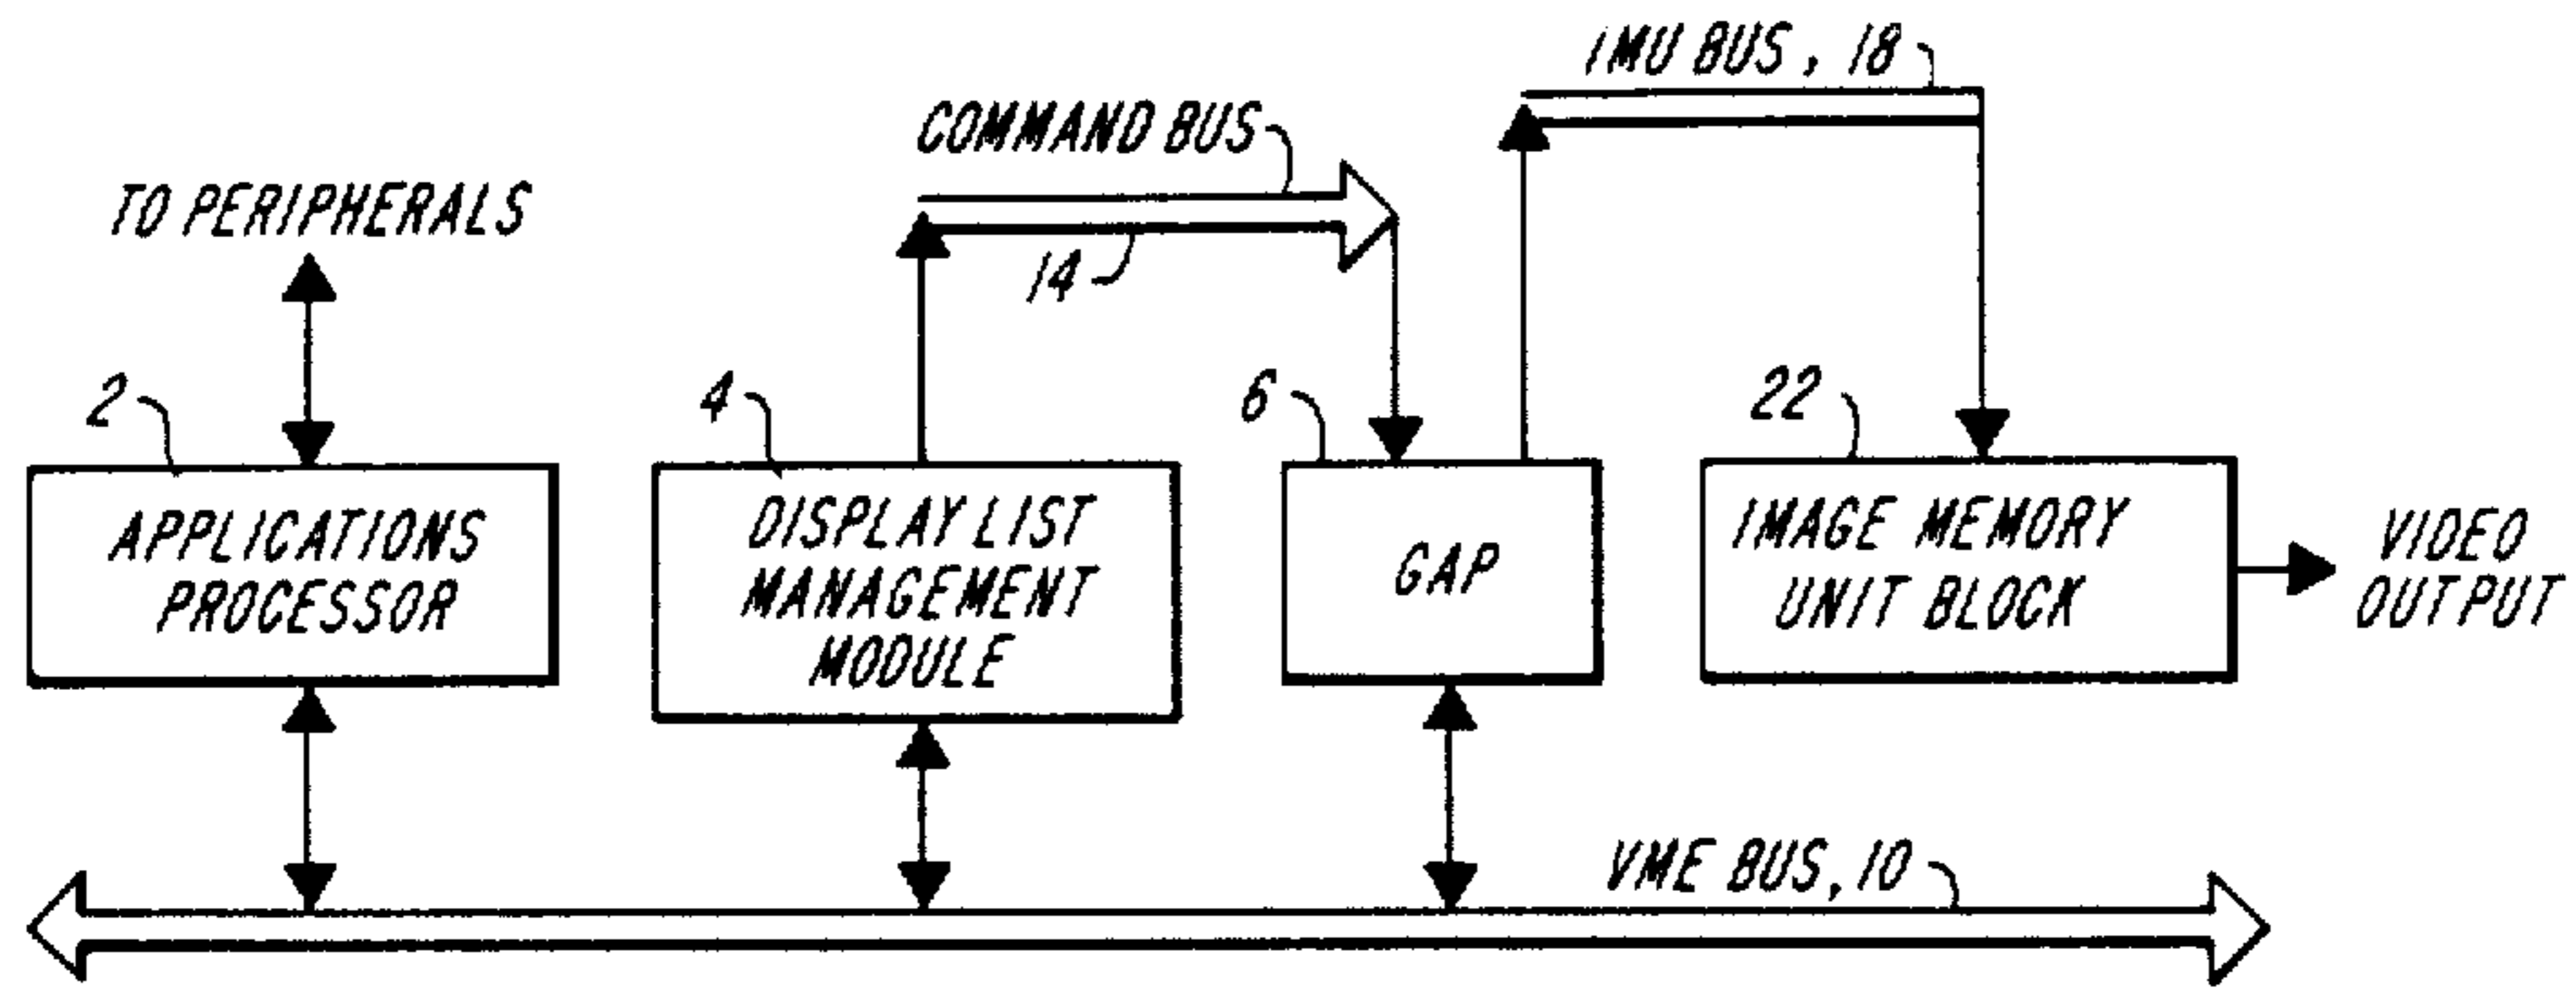 IMU BUS, 18
COMMAND BUS
TO PERIPHERALS
14
2
4
6
22
APPLICATIONS
PROCESSOR
DISPLAY LIST
MANAGEMENT
MODULE
GAP
IMAGE MEMORY
UNIT BLOCK
VIDEO
OUTPUT
VME BUS, 10